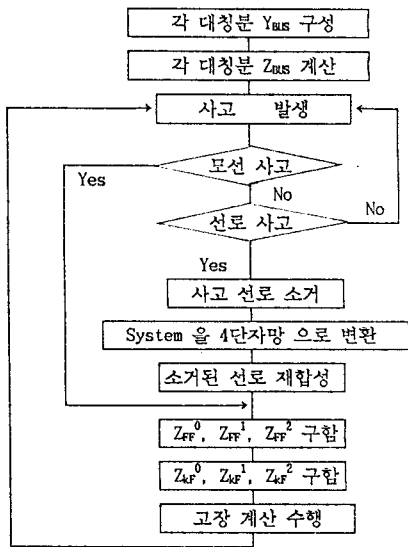 각 대칭분 Y_BUS 구성
각 대칭분 Z_BUS 계산
사고 발생
모선 사고
Yes
No
선로 사고
No
Yes
사고 선로 소거
System 을 4단자망 으로 변환
소거된 선로 재합성
Z_FF^0, Z_FF^1, Z_FF^2 구함
Z_kF^0, Z_kF^1, Z_kF^2 구함
고장 계산 수행